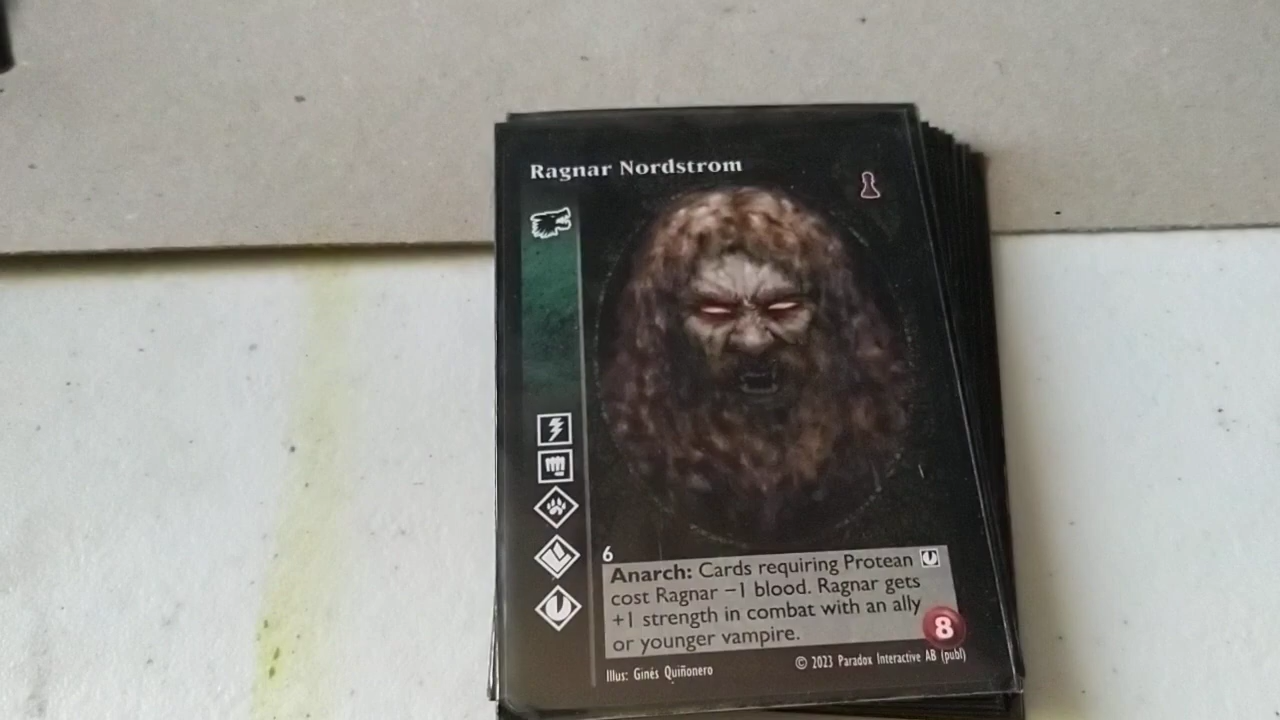 Ragnar Nordstrom
6
Anarch: Cards requiring Protean
cost Ragnar −1 blood. Ragnar gets
+1 strength in combat with an ally
or younger vampire.
8
Illus: Ginés Quiñonero
© 2023 Paradox Interactive AB (publ)